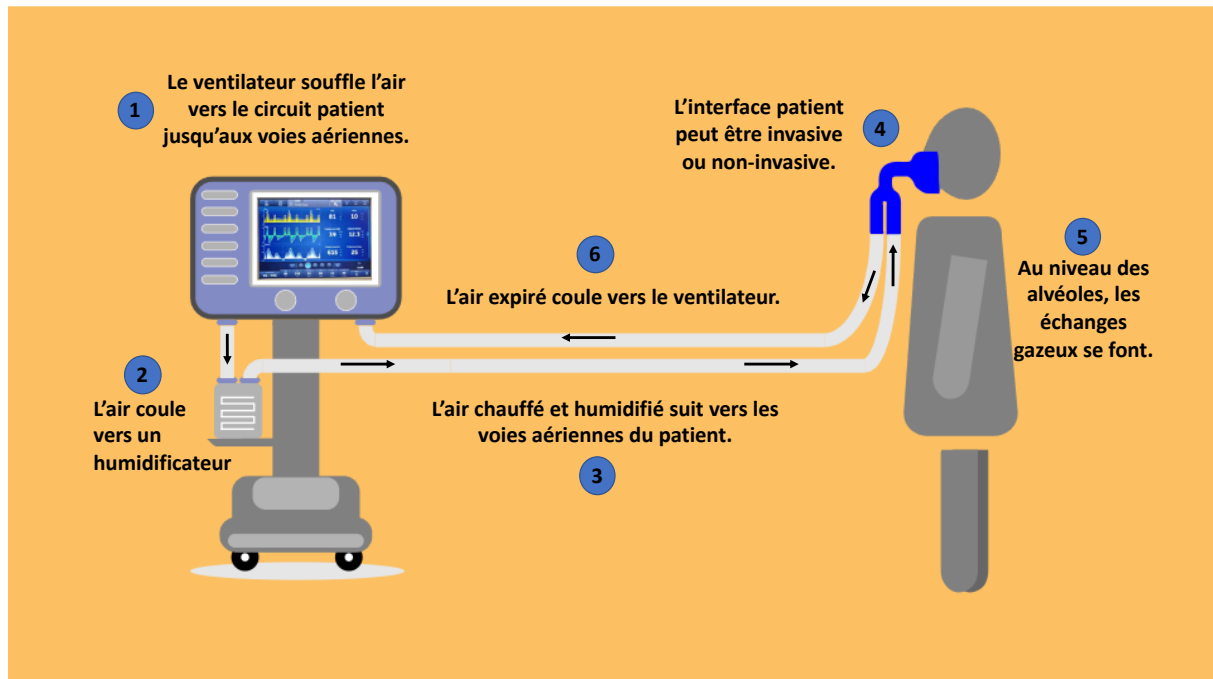 1
Le ventilateur souffle l’air
vers le circuit patient
jusqu’aux voies aériennes.
L’interface patient
peut être invasive
ou non-invasive.
4
5
Au niveau des
alvéoles, les
échanges
gazeux se font.
6
L’air expiré coule vers le ventilateur.
2
L’air coule
vers un
humidificateur
L’air chauffé et humidifié suit vers les
voies aériennes du patient.
3